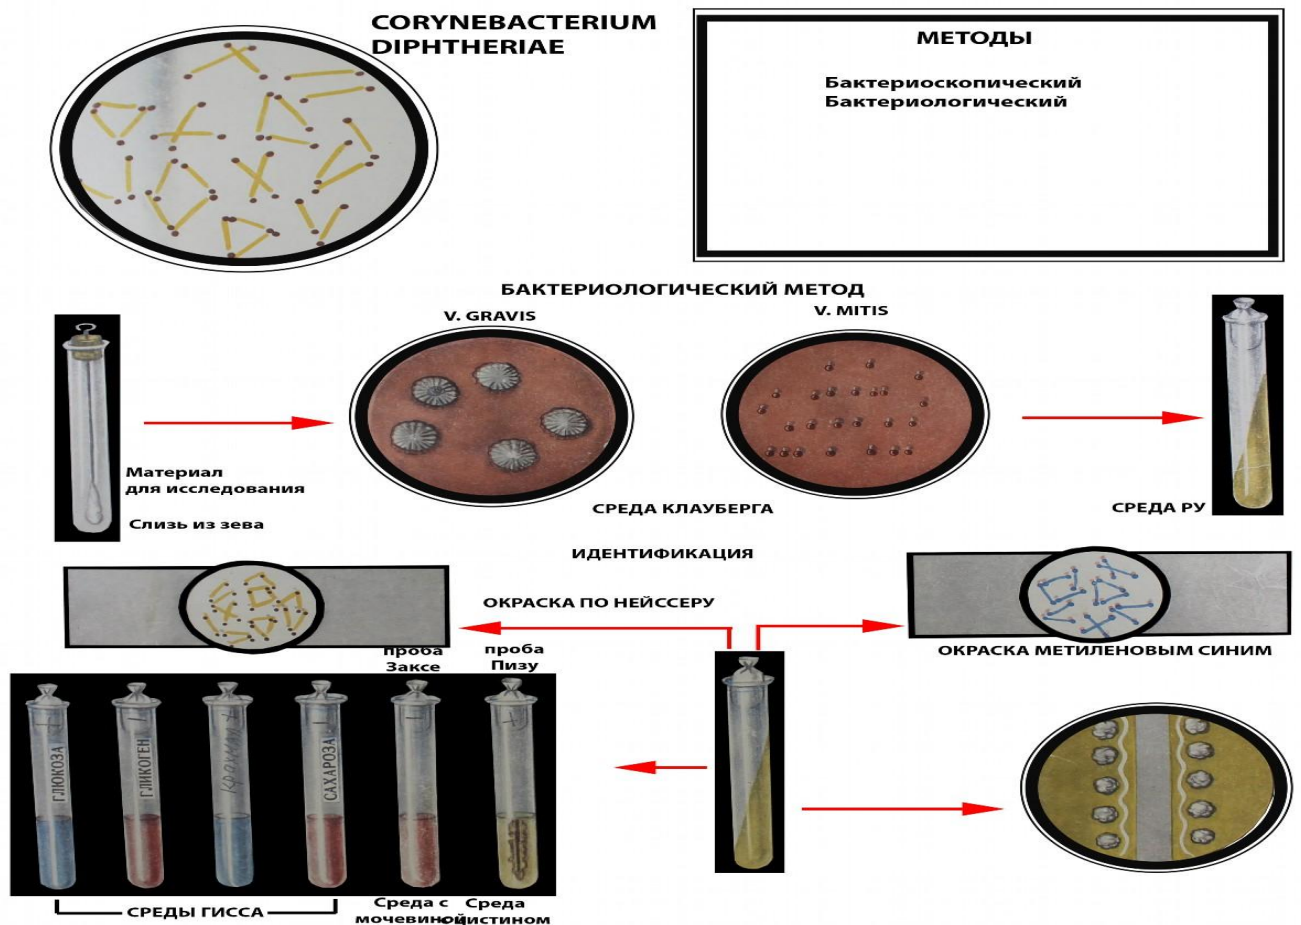 CORYNEBACTERIUM
DIPHTHERIAE
МЕТОДЫ
Бактериоскопический
Бактериологический
БАКТЕРИОЛОГИЧЕСКИЙ МЕТОД
V. GRAVIS
V. MITIS
Материал
для исследования
Слизь из зева
СРЕДА КЛАУБЕРГА
СРЕДА РУ
ИДЕНТИФИКАЦИЯ
ОКРАСКА ПО НЕЙССЕРУ
ОКРАСКА МЕТИЛЕНОВЫМ СИНИМ
проба
Заксе
проба
Пизу
ГЛЮКОЗА
ГЛИКОГЕН
Крахмал
САХАРОЗА
СРЕДЫ ГИССА
Среда с
мочевиной
Среда
с цистином